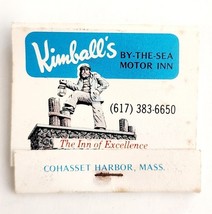 Kimball's
BY-THE-SEA
MOTOR INN
(617) 383-6650
The Inn of Excellence
COHASSET HARBOR, MASS.